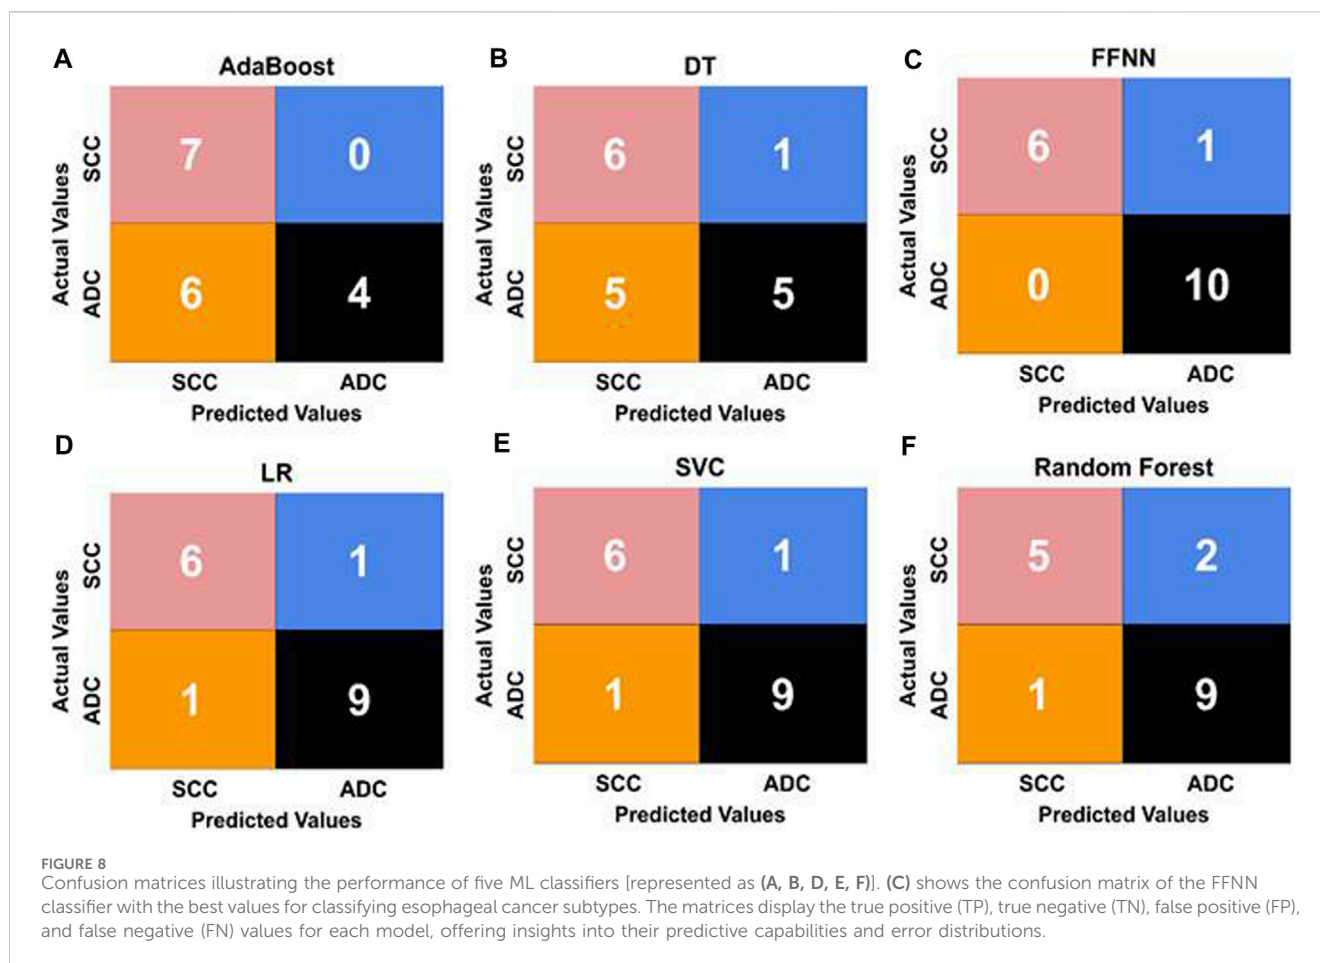 A
AdaBoost
Actual Values
SCC
ADC
7
0
6
4
SCC
ADC
Predicted Values
B
DT
Actual Values
SCC
ADC
6
1
5
5
SCC
ADC
Predicted Values
C
FFNN
Actual Values
SCC
ADC
6
1
0
10
SCC
ADC
Predicted Values
D
LR
Actual Values
SCC
ADC
6
1
1
9
SCC
ADC
Predicted Values
E
SVC
Actual Values
SCC
ADC
6
1
1
9
SCC
ADC
Predicted Values
F
Random Forest
Actual Values
SCC
ADC
5
2
1
9
SCC
ADC
Predicted Values
FIGURE 8
Confusion matrices illustrating the performance of five ML classifiers [represented as (A, B, D, E, F)]. (C) shows the confusion matrix of the FFNN
classifier with the best values for classifying esophageal cancer subtypes. The matrices display the true positive (TP), true negative (TN), false positive (FP),
and false negative (FN) values for each model, offering insights into their predictive capabilities and error distributions.